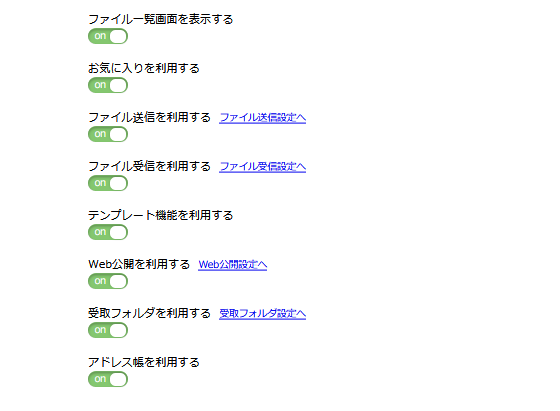 ファイル一覧画面を表示する
on
お気に入りを利用する
on
ファイル送信を利用する ファイル送信設定へ
on
ファイル受信を利用する ファイル受信設定へ
on
テンプレート機能を利用する
on
Web公開を利用する Web公開設定へ
on
受取フォルダを利用する 受取フォルダ設定へ
on
アドレス帳を利用する
on